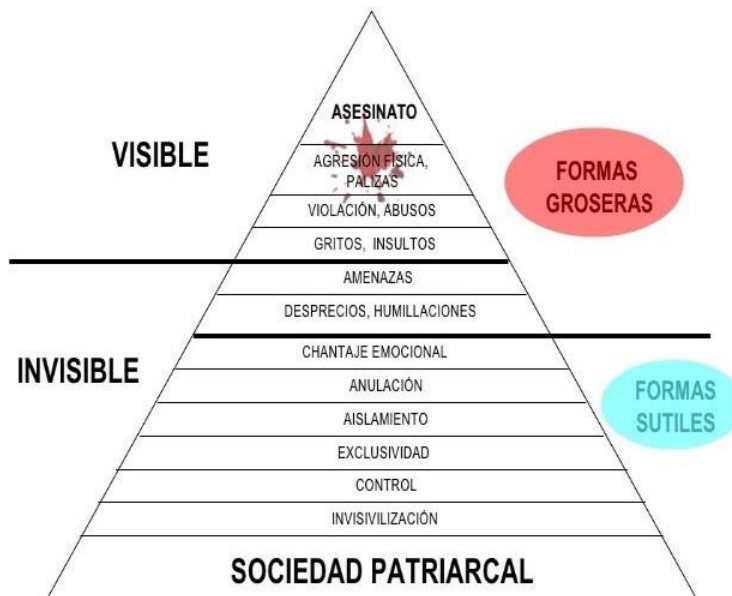 ASESINATO
VISIBLE
AGRESIÓN FÍSICA,
PALIZAS
FORMAS
GROSERAS
VIOLACIÓN, ABUSOS
GRITOS, INSULTOS
AMENAZAS
DESPRECIOS, HUMILLACIONES
INVISIBLE
CHANTAJE EMOCIONAL
ANULACIÓN
FORMAS
SUTILES
AISLAMIENTO
EXCLUSIVIDAD
CONTROL
INVISIVILIZACIÓN
SOCIEDAD PATRIARCAL